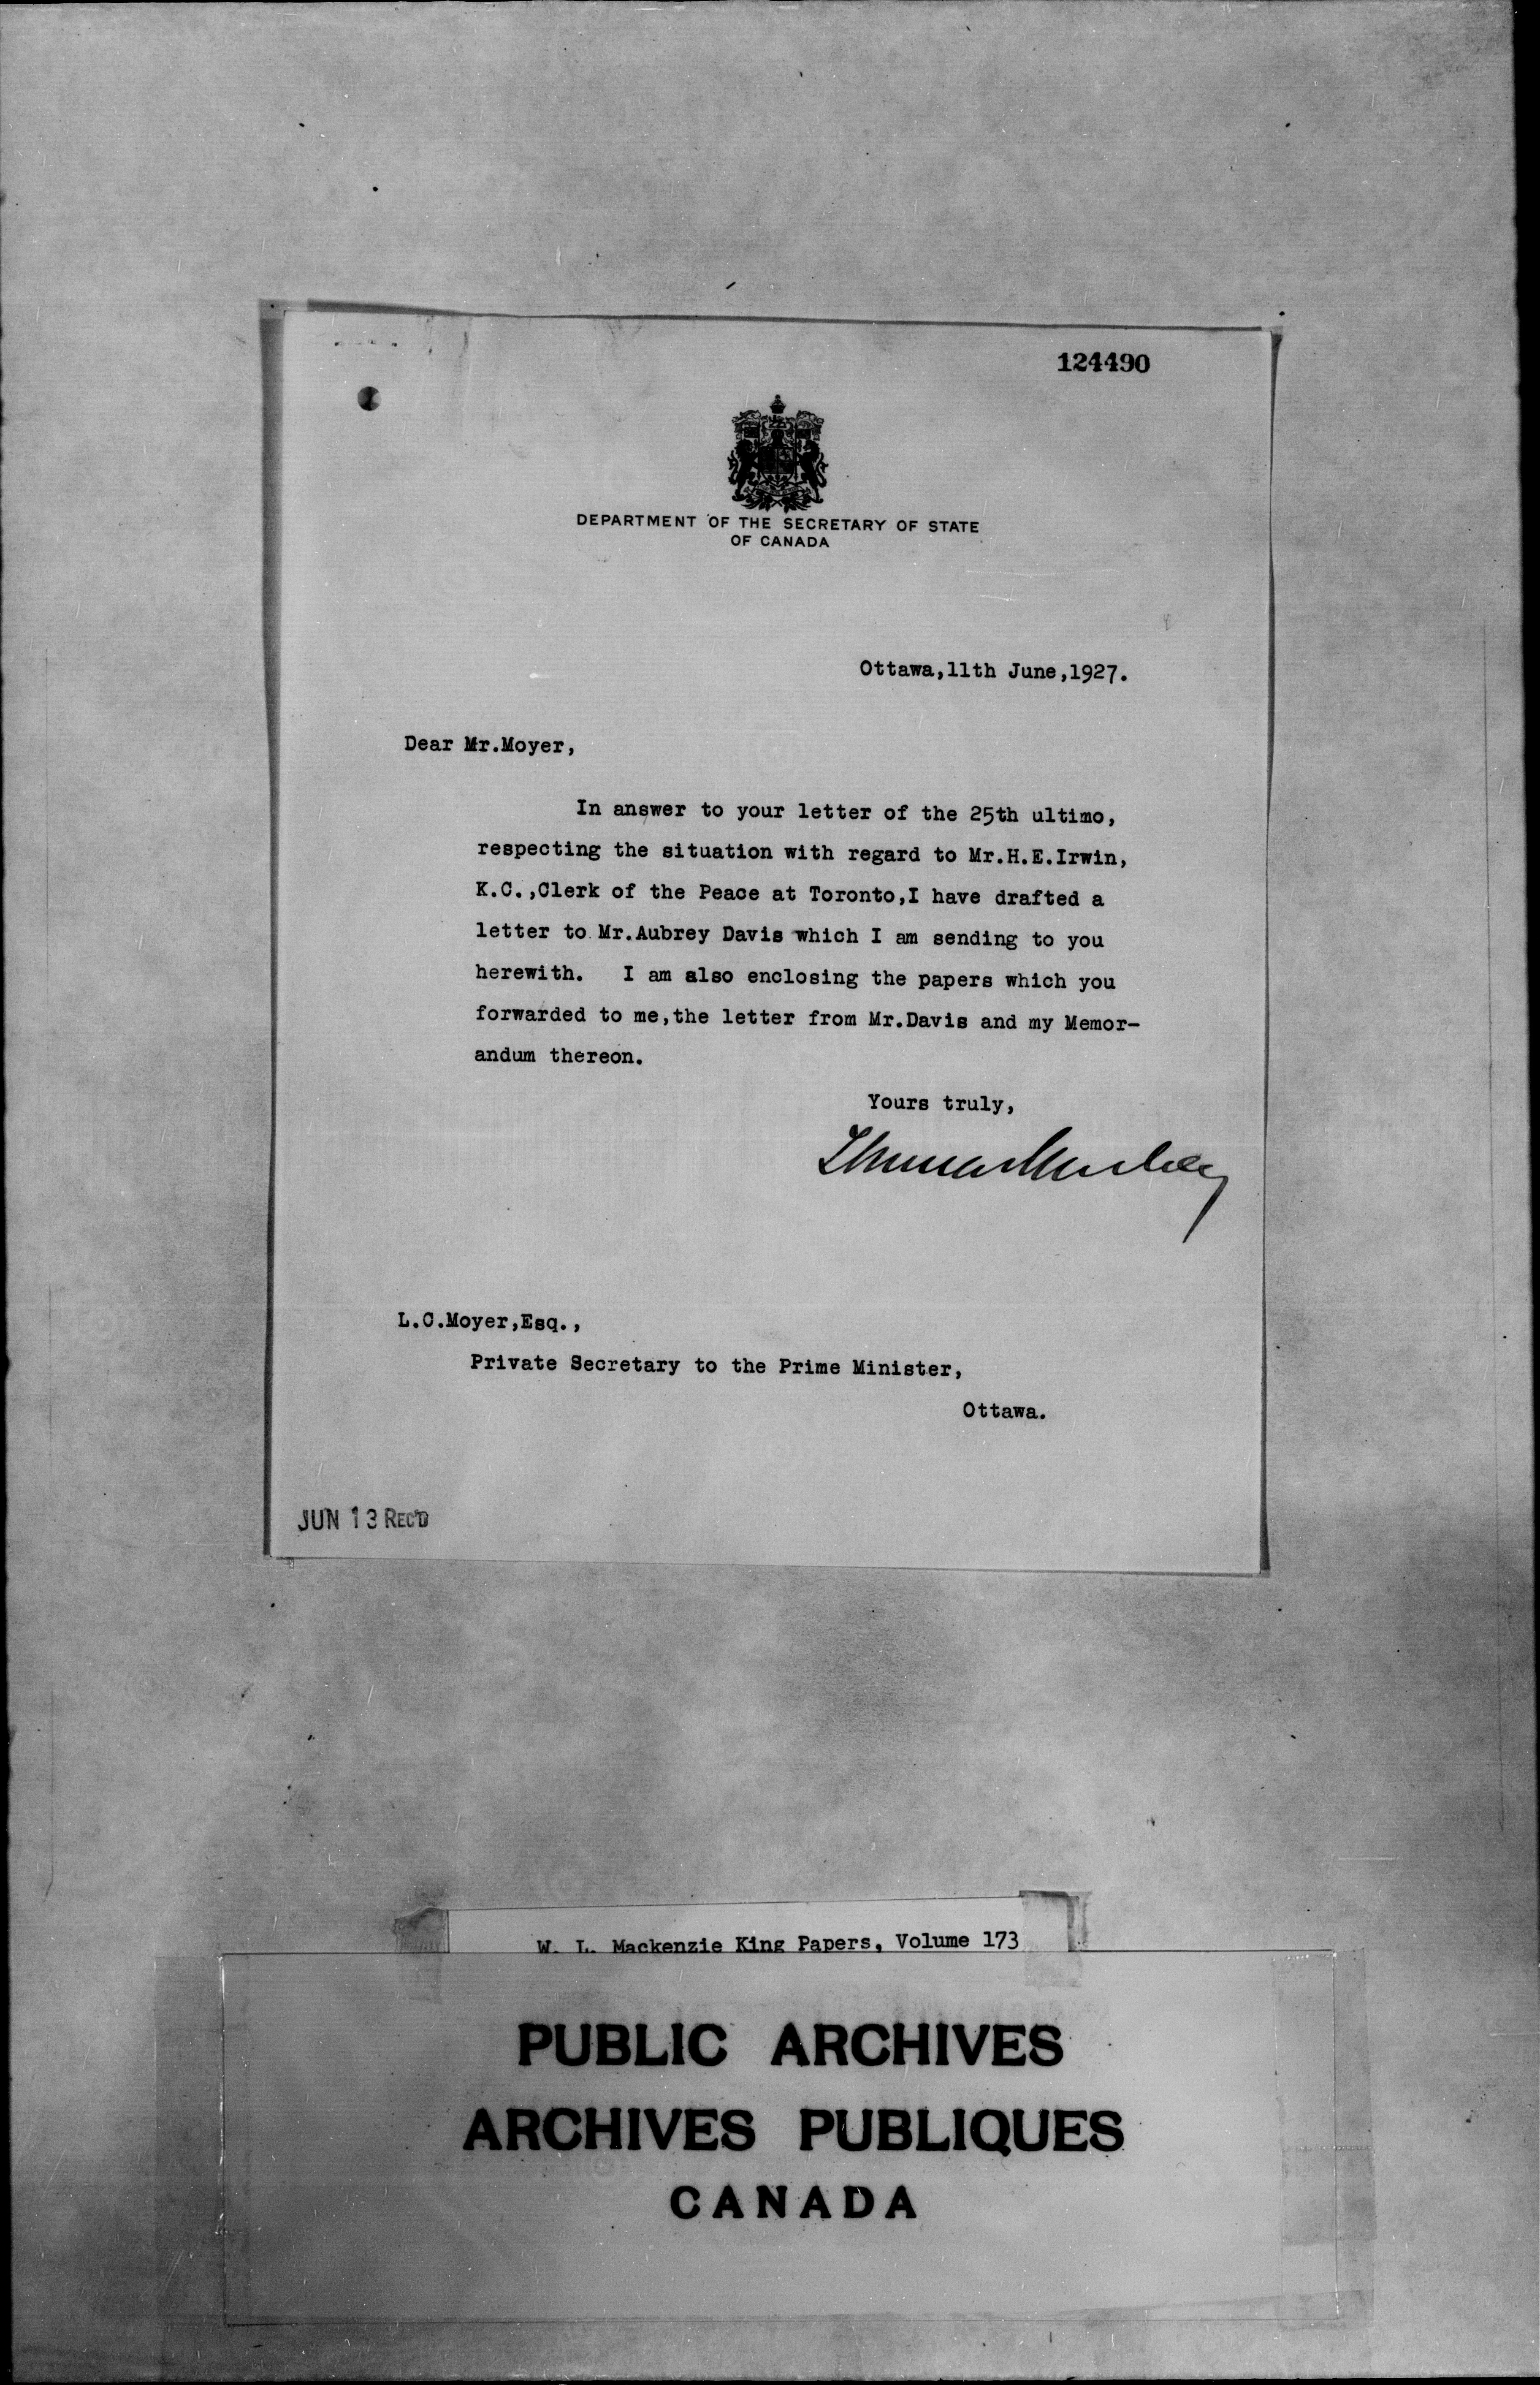 124490
DEPARTMENT OF THE SECRETARY OF STATE
OF CANADA
Ottawa,11th June,1927.
Dear Mr.Moyer,
In answer to your letter of the 25th ultimo,
respecting the situation with regard to Mr.H.E.Irwin,
K.C.,Clerk of the Peace at Toronto,I have drafted a
letter to Mr.Aubrey Davis which I am sending to you
herewith. I am also enclosing the papers which you
forwarded to me,the letter from Mr.Davis and my Memor-
andum thereon.
Yours truly,
Thomas Mulvey
L.C.Moyer,Esq.,
Private Secretary to the Prime Minister,
Ottawa.
JUN 13 REC'D
W. L. Mackenzie King Papers, Volume 173
PUBLIC ARCHIVES
ARCHIVES PUBLIQUES
CANADA